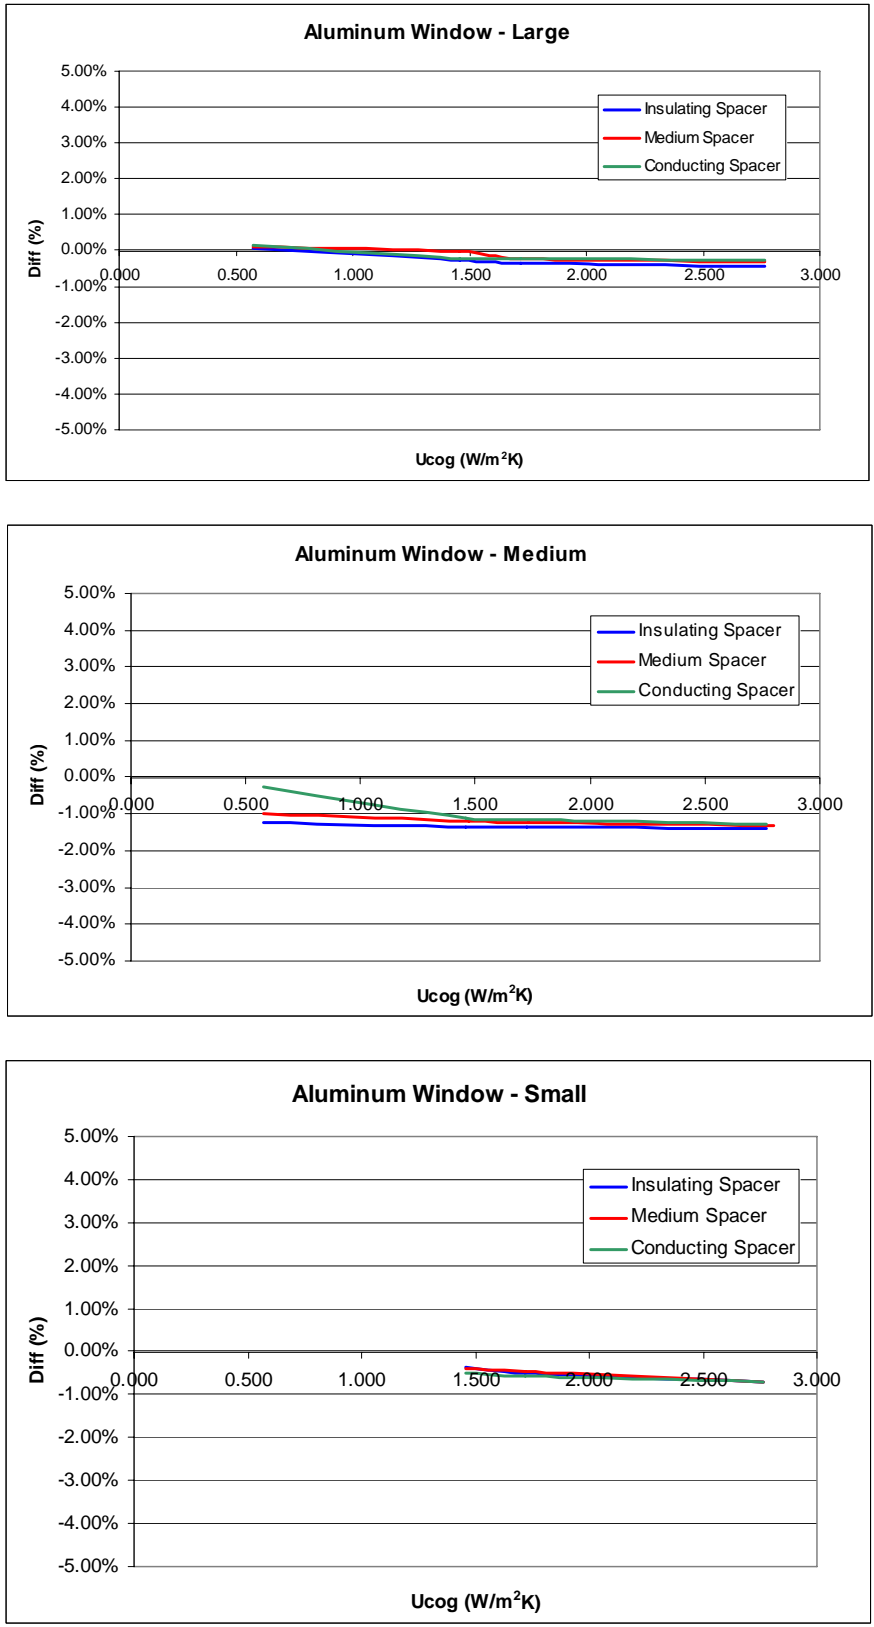 Aluminum Window - Large
5.00%
4.00%
3.00%
2.00%
1.00%
0.00%
-1.00%
-2.00%
-3.00%
-4.00%
-5.00%
0.000 0.500 1.000 1.500 2.000 2.500 3.000
Diff (%)
Ucog (W/m²K)
Insulating Spacer
Medium Spacer
Conducting Spacer
Aluminum Window - Medium
5.00%
4.00%
3.00%
2.00%
1.00%
0.00%
-1.00%
-2.00%
-3.00%
-4.00%
-5.00%
0.000 0.500 1.000 1.500 2.000 2.500 3.000
Diff (%)
Ucog (W/m²K)
Insulating Spacer
Medium Spacer
Conducting Spacer
Aluminum Window - Small
5.00%
4.00%
3.00%
2.00%
1.00%
0.00%
-1.00%
-2.00%
-3.00%
-4.00%
-5.00%
0.000 0.500 1.000 1.500 2.000 2.500 3.000
Diff (%)
Ucog (W/m²K)
Insulating Spacer
Medium Spacer
Conducting Spacer